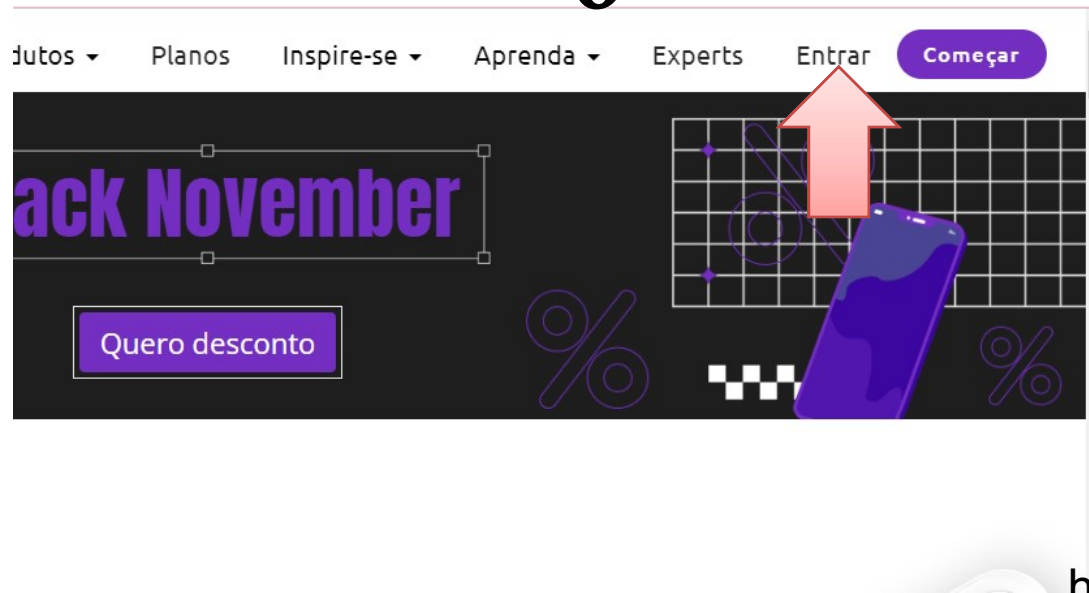 dutos Planos Inspire-se Aprenda Experts Entrar Começar
ack November
Quero desconto